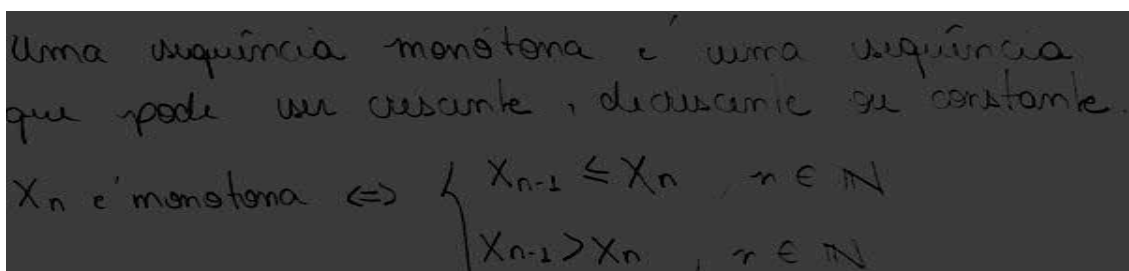 Uma sequência monótona é uma sequência
que pode ser crescente, decrescente ou constante.
Xn é monotona <=> { Xn-1 ≤ Xn , n ∈ ℕ
Xn-1 > Xn , n ∈ ℕ